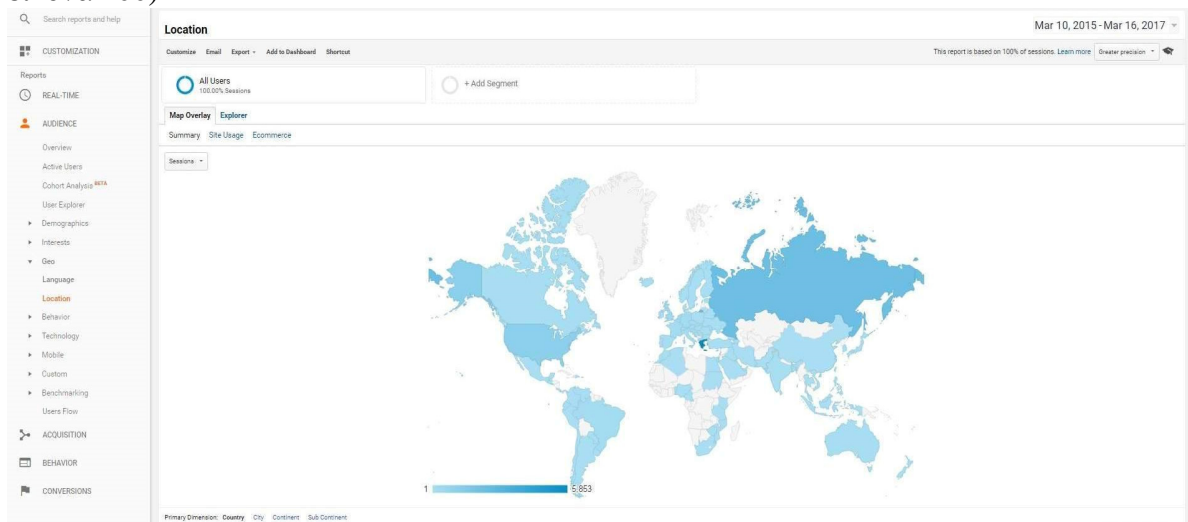 Search reports and help
CUSTOMIZATION
Reports
REAL-TIME
AUDIENCE
Overview
Active Users
Cohort Analysis BETA
User Explorer
Demographics
Interests
Geo
Language
Location
Behavior
Technology
Mobile
Custom
Benchmarking
Users Flow
ACQUISITION
BEHAVIOR
CONVERSIONS
Location
Mar 10, 2015 - Mar 16, 2017
Customize Email Export Add to Dashboard Shortcut
This report is based on 100% of sessions. Learn more Greater precision
All Users
100.00% Sessions
+ Add Segment
Map Overlay Explorer
Summary Site Usage Ecommerce
Sessions
1 5,853
Primary Dimension: Country City Continent Sub Continent